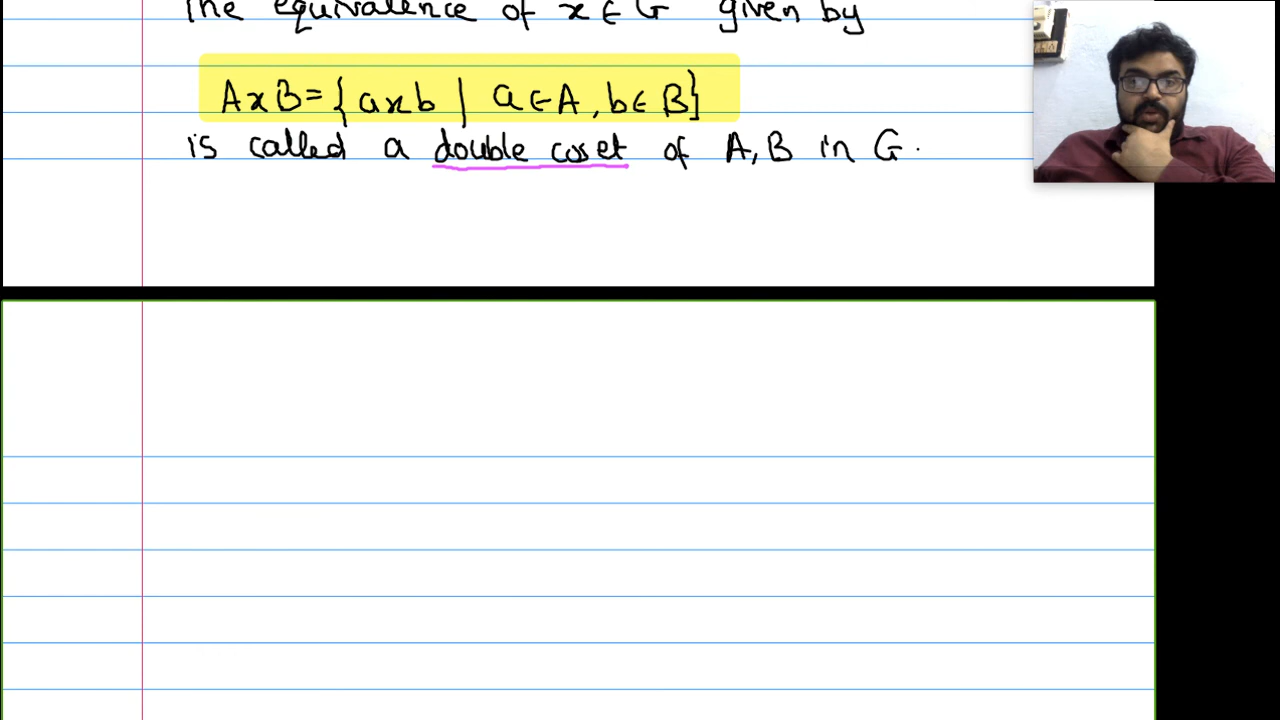 The equivalence of x ∈ G given by
AxB = { axb | a ∈ A, b ∈ B }
is called a double coset of A, B in G.